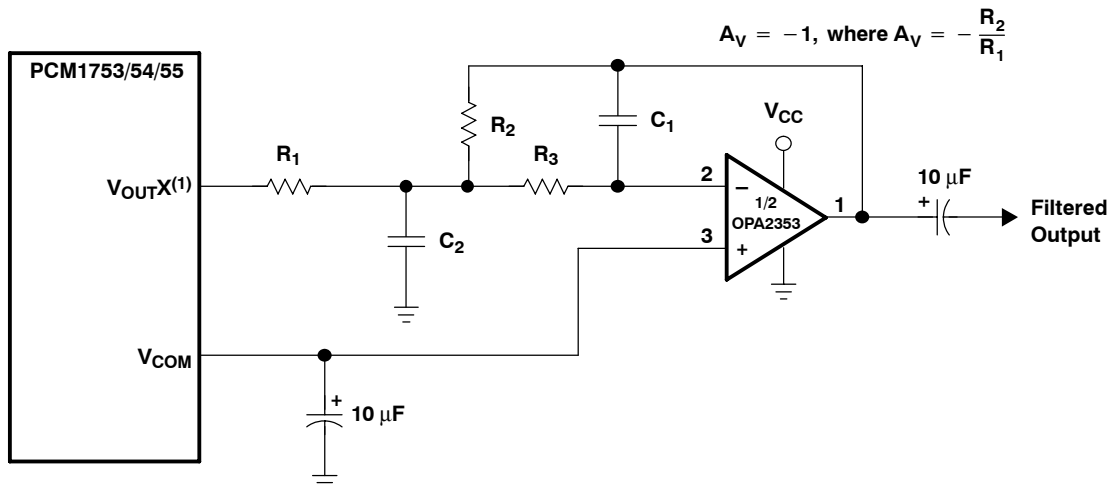 A_V = −1, where A_V = − R_2/R_1
PCM1753/54/55
V_OUTX^(1)
R_1
R_2
R_3
C_1
C_2
V_CC
2
−
1/2
OPA2353
3
+
1
10 μF
+
Filtered
Output
V_COM
+
10 μF